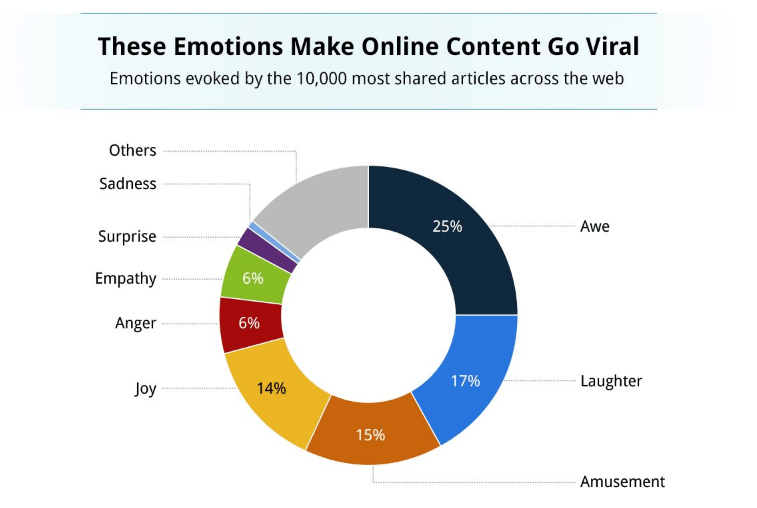 These Emotions Make Online Content Go Viral
Emotions evoked by the 10,000 most shared articles across the web
Others
Sadness
Surprise
Empathy
Anger
Joy
25%
Awe
17%
Laughter
15%
Amusement
14%
6%
6%